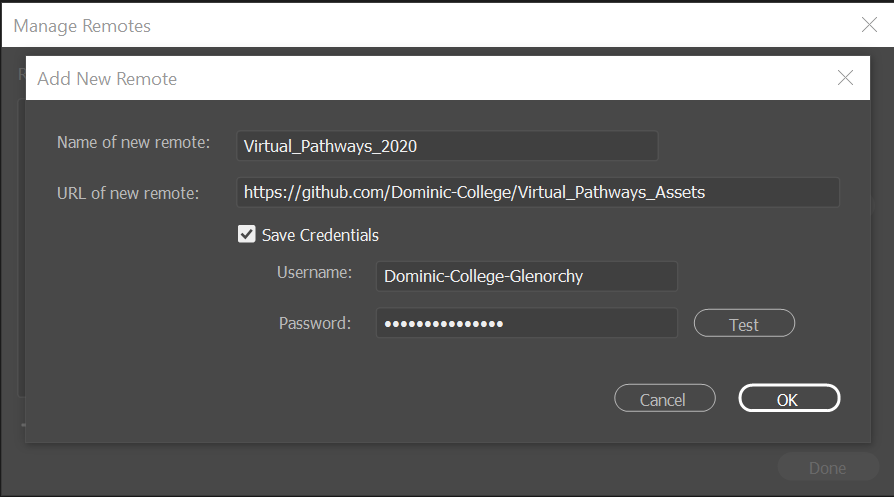 Manage Remotes
Add New Remote
Name of new remote: Virtual_Pathways_2020
URL of new remote: https://github.com/Dominic-College/Virtual_Pathways_Assets
Save Credentials
Username: Dominic-College-Glenorchy
Password: •••••••••••••••
Test
Cancel OK
Done